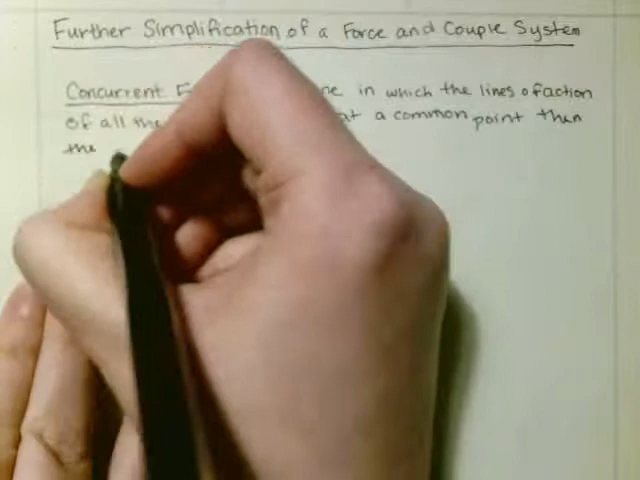 Further Simplification of a Force and Couple System
Concurrent in which the lines of action
of all the at a common point then
the